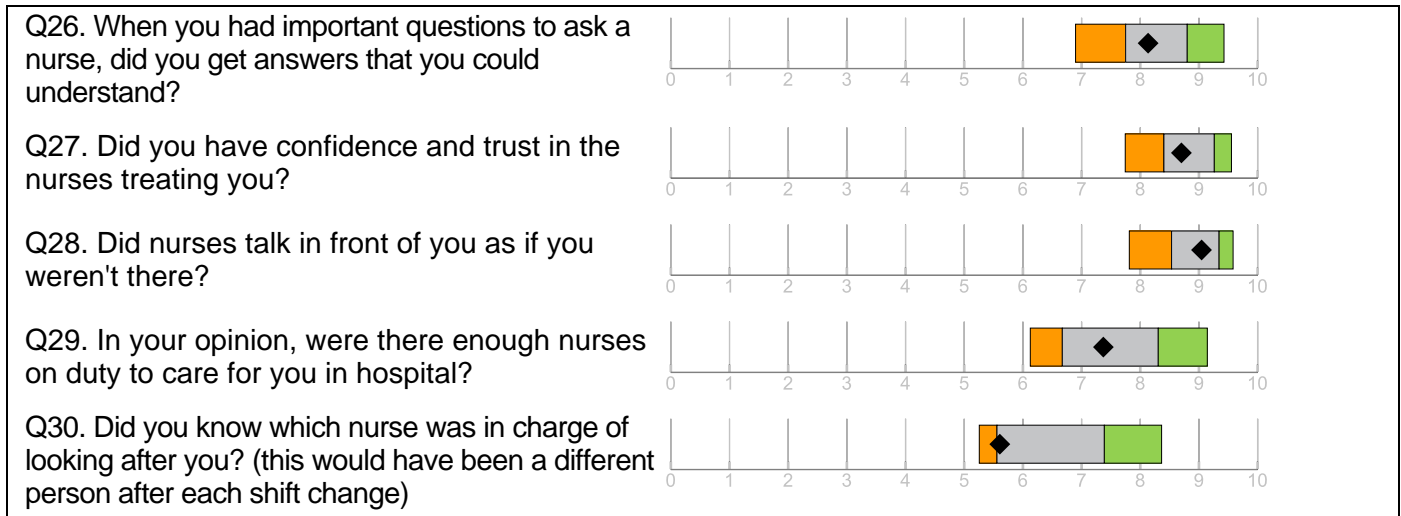 Q26. When you had important questions to ask a
nurse, did you get answers that you could
understand?
0 1 2 3 4 5 6 7 8 9 10
Q27. Did you have confidence and trust in the
nurses treating you?
0 1 2 3 4 5 6 7 8 9 10
Q28. Did nurses talk in front of you as if you
weren't there?
0 1 2 3 4 5 6 7 8 9 10
Q29. In your opinion, were there enough nurses
on duty to care for you in hospital?
0 1 2 3 4 5 6 7 8 9 10
Q30. Did you know which nurse was in charge of
looking after you? (this would have been a different
person after each shift change)
0 1 2 3 4 5 6 7 8 9 10